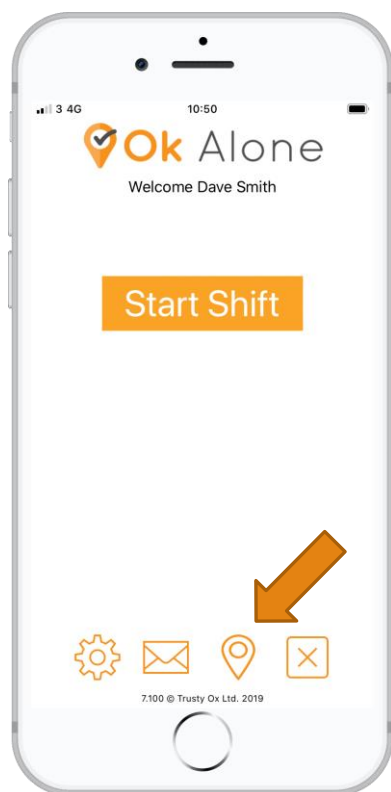 3 4G 10:50
Ok Alone
Welcome Dave Smith
Start Shift
7.100 © Trusty Ox Ltd. 2019